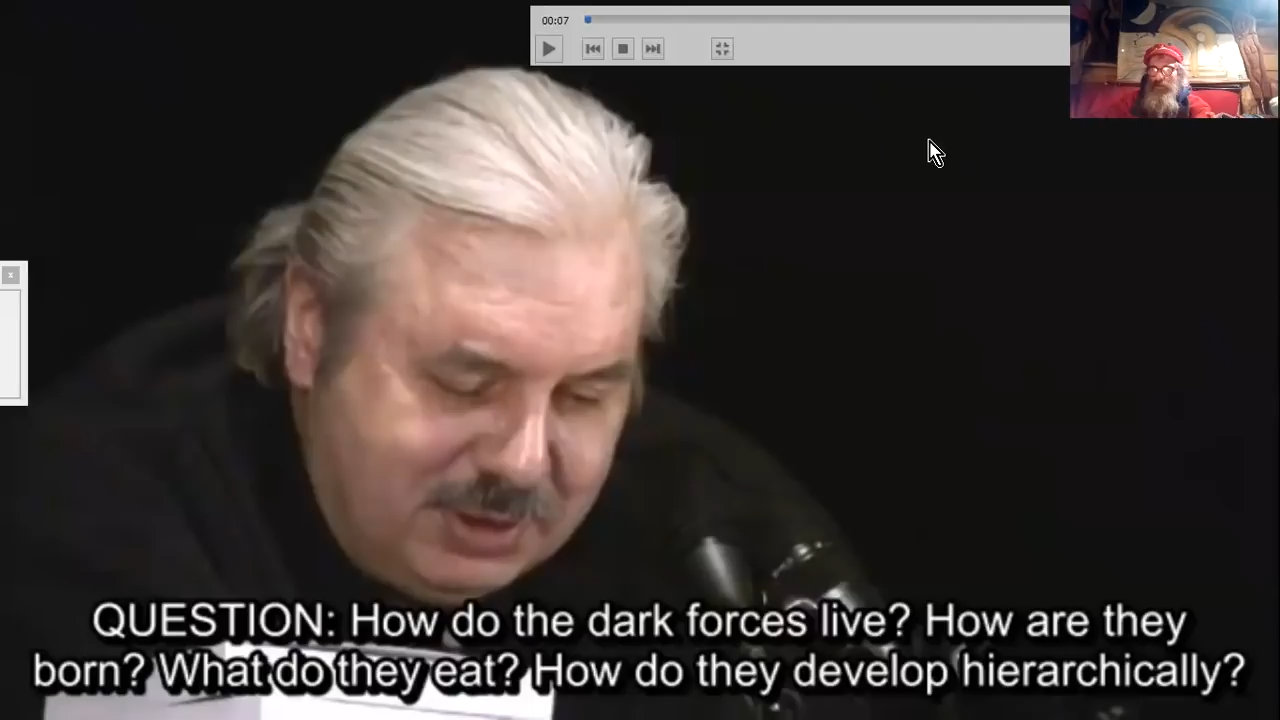 00:07
x
QUESTION: How do the dark forces live? How are they
born? What do they eat? How do they develop hierarchically?